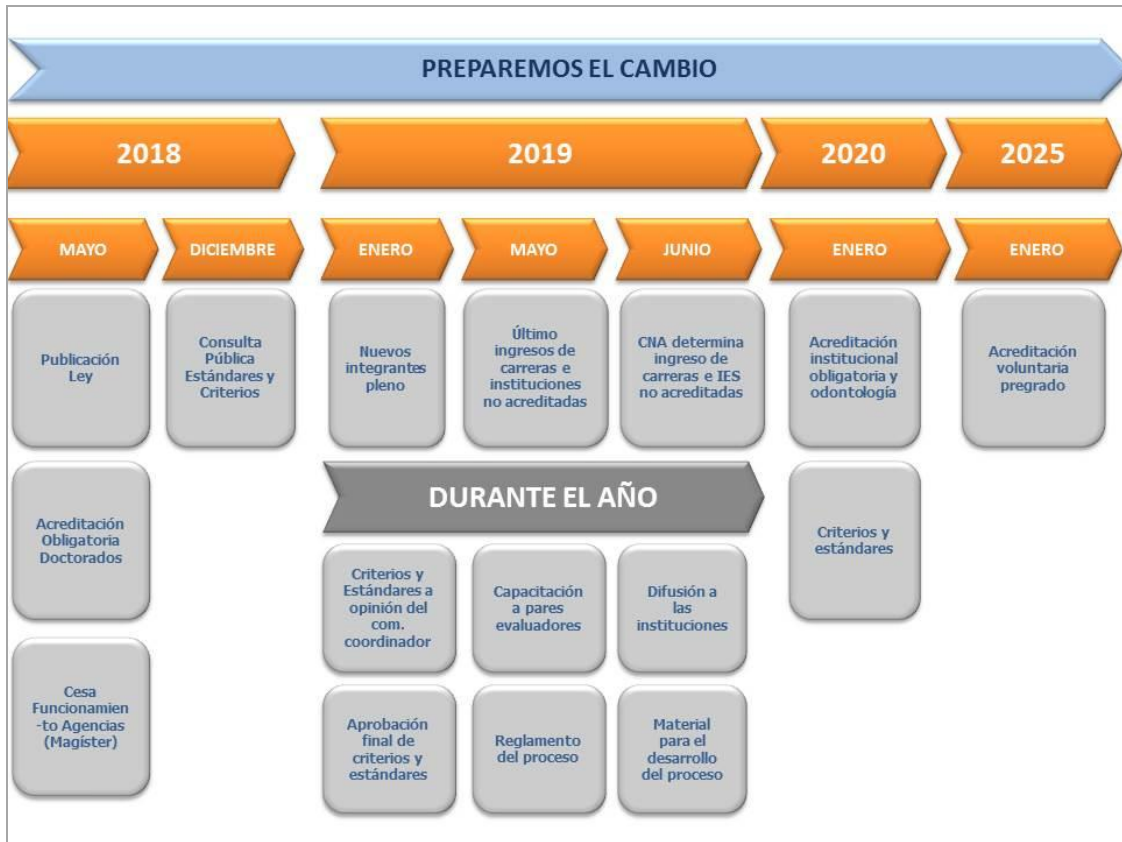 PREPAREMOS EL CAMBIO
2018
2019
2020
2025
MAYO
DICIEMBRE
ENERO
MAYO
JUNIO
ENERO
ENERO
Publicación
Ley
Consulta
Pública
Estándares y
Criterios
Nuevos
integrantes
pleno
Último
ingresos de
carreras e
instituciones
no acreditadas
CNA determina
ingreso de
carreras e IES
no acreditadas
Acreditación
institucional
obligatoria y
odontología
Acreditación
voluntaria
pregrado
Acreditación
Obligatoria
Doctorados
DURANTE EL AÑO
Criterios y
estándares
Criterios y
Estándares a
opinión del
com.
coordinador
Capacitación
a pares
evaluadores
Difusión a
las
instituciones
Cesa
Funcionamien
-to Agencias
(Magíster)
Aprobación
final de
criterios y
estándares
Reglamento
del proceso
Material
para el
desarrollo
del proceso